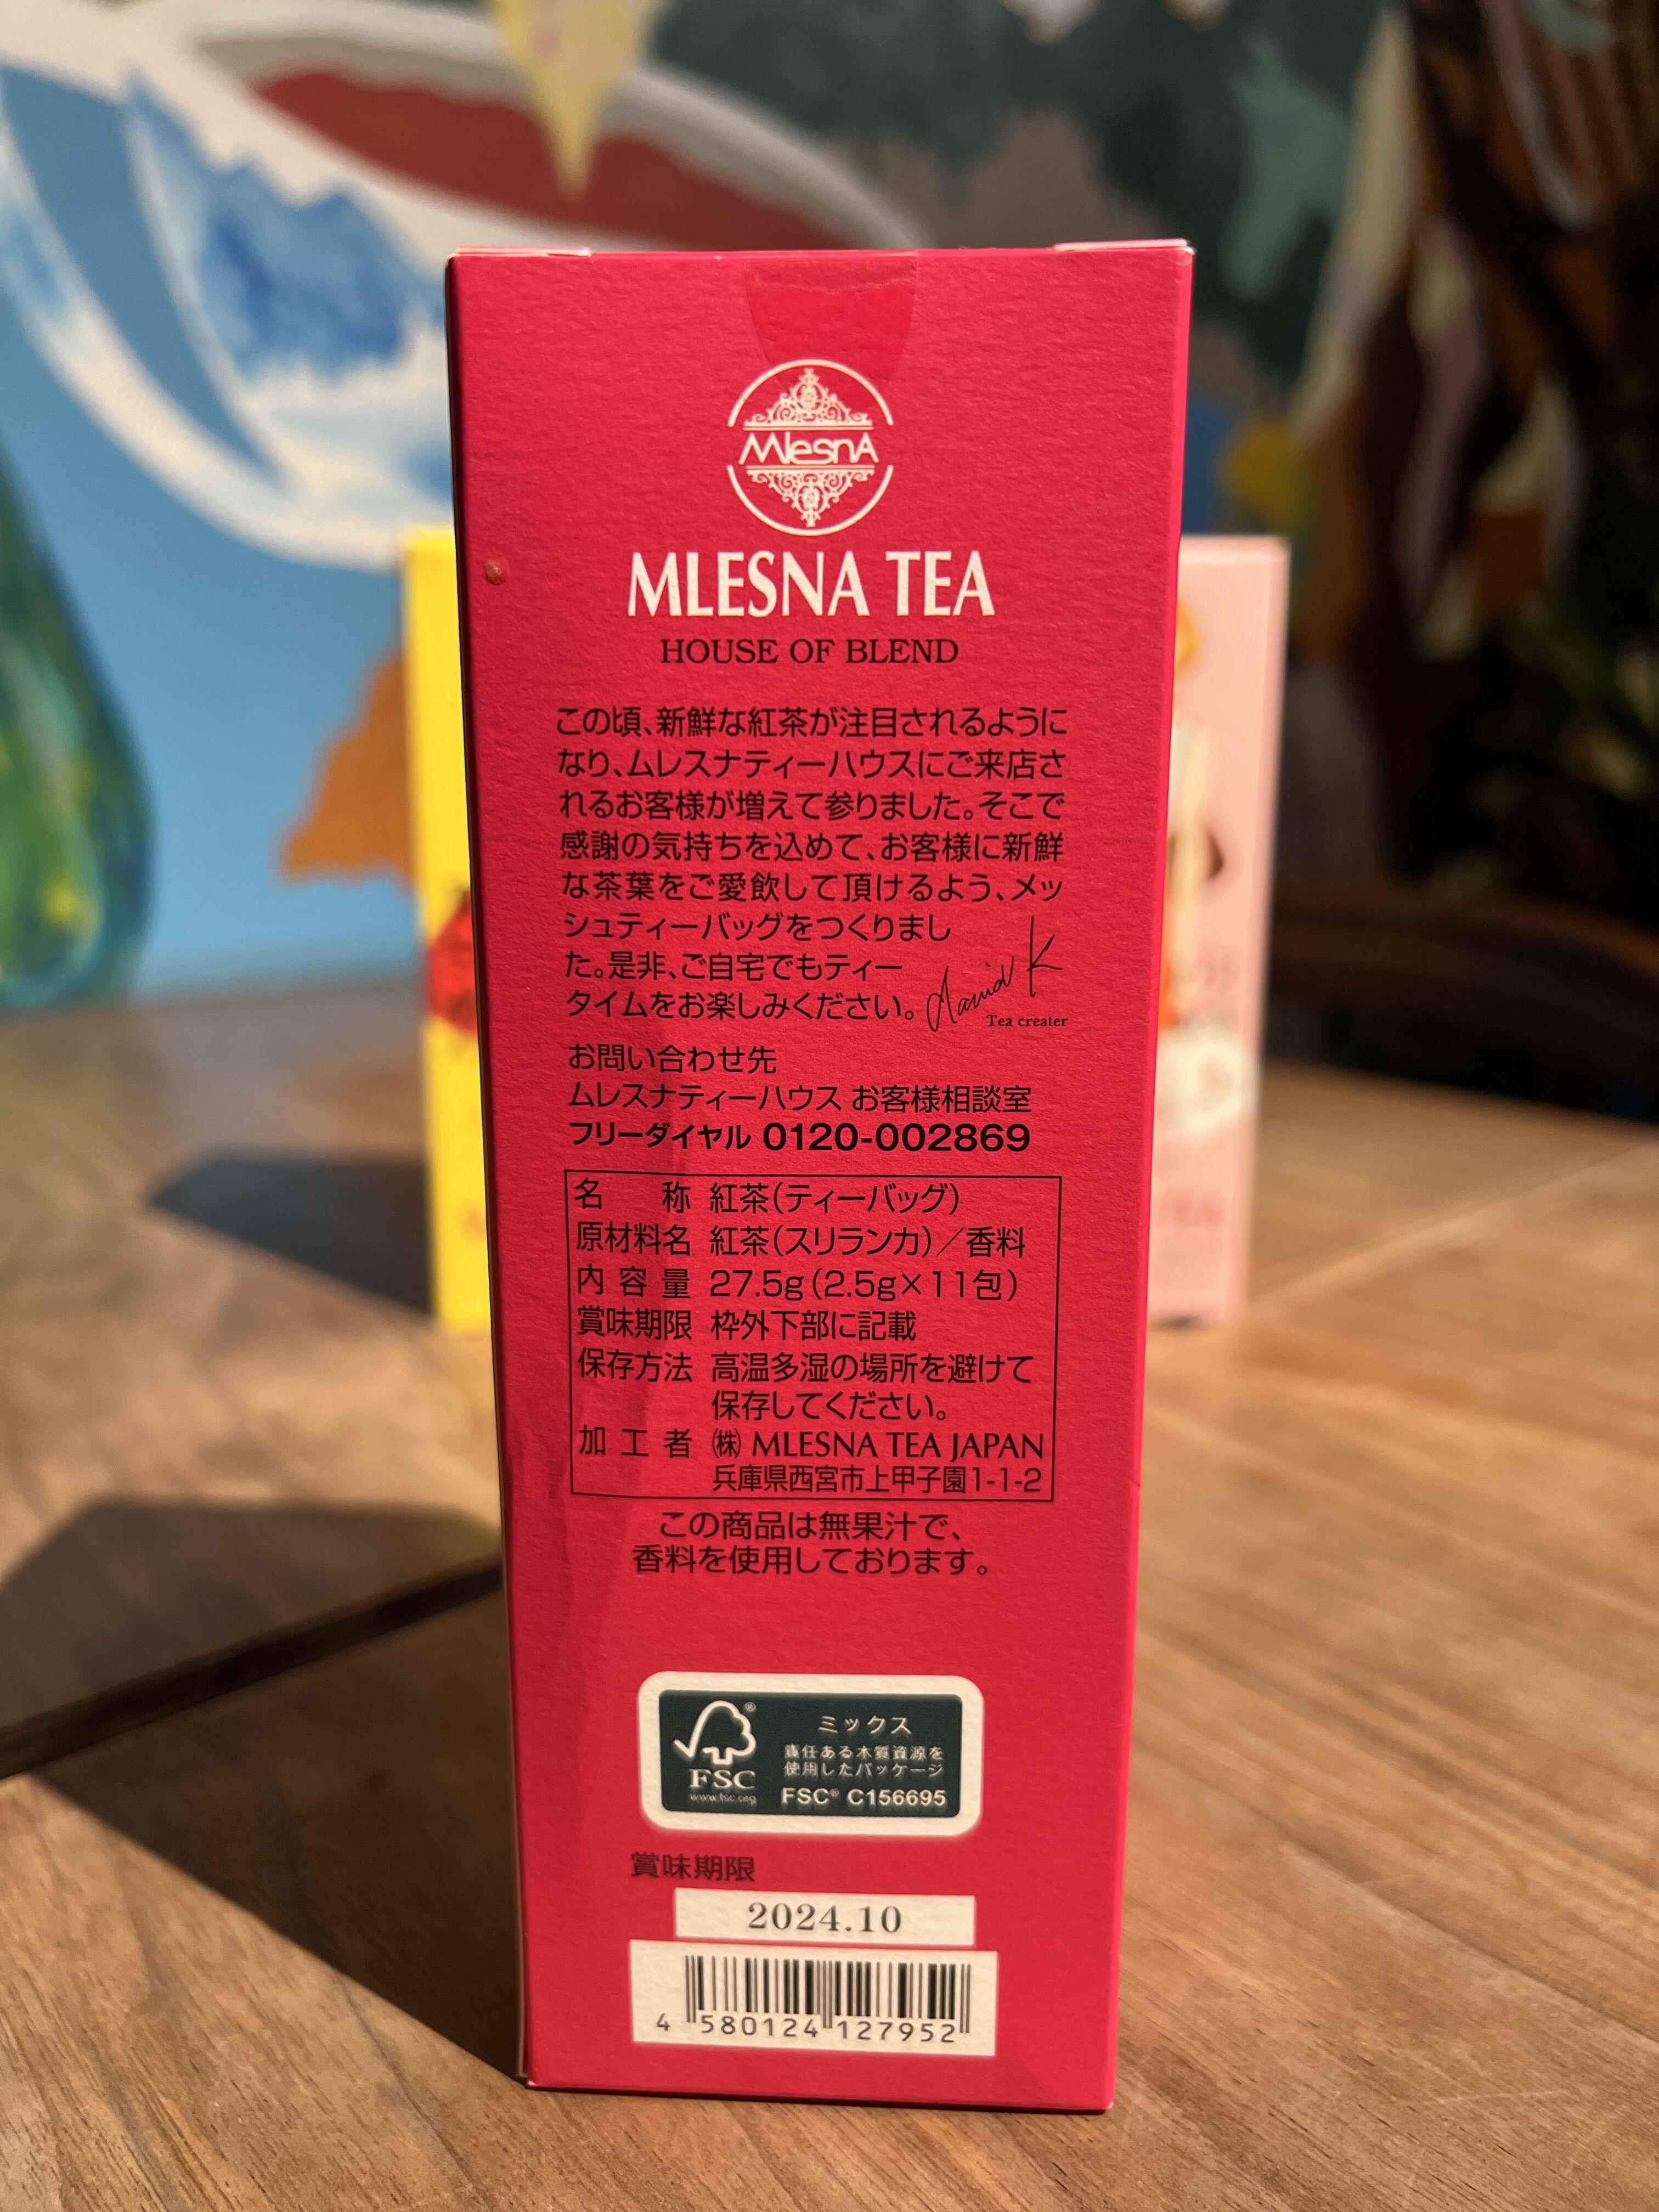 MlesnA
MLESNA TEA
HOUSE OF BLEND
この頃、新鮮な紅茶が注目されるように
なり、ムレスナティーハウスにご来店さ
れるお客様が増えて参りました。そこで
感謝の気持ちを込めて、お客様に新鮮
な茶葉をご愛飲して頂けるよう、メッ
シュティーバッグをつくりまし
た。是非、ご自宅でもティー
タイムをお楽しみください。
david K
Tea creater
お問い合わせ先
ムレスナティーハウス お客様相談室
フリーダイヤル 0120-002869
名称 紅茶(ティーバッグ)
原材料名 紅茶(スリランカ)/香料
内容量 27.5g(2.5g×11包)
賞味期限 枠外下部に記載
保存方法 高温多湿の場所を避けて
保存してください。
加工者 ㈱ MLESNA TEA JAPAN
兵庫県西宮市上甲子園1-1-2
この商品は無果汁で、
香料を使用しております。
ミックス
責任ある木質資源を
使用したパッケージ
FSC® C156695
FSC
www.fsc.org
賞味期限
2024.10
4 580124 127952